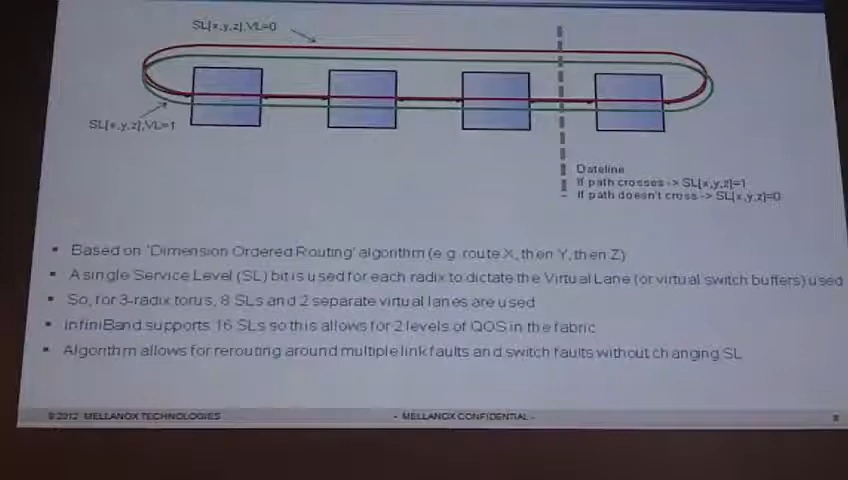 SL[x,y,z],VL=0
SL[x,y,z],VL=1
Dateline
If path crosses -> SL[x,y,z]=1
If path doesn't cross -> SL[x,y,z]=0
▪ Based on 'Dimension Ordered Routing' algorithm (e.g. route X, then Y, then Z)
▪ A single Service Level (SL) bit is used for each radix to dictate the Virtual Lane (or virtual switch buffers) used
▪ So, for 3-radix torus, 8 SLs and 2 separate virtual lanes are used
▪ InfiniBand supports 16 SLs so this allows for 2 levels of QOS in the fabric
▪ Algorithm allows for rerouting around multiple link faults and switch faults without changing SL
© 2012 MELLANOX TECHNOLOGIES - MELLANOX CONFIDENTIAL -